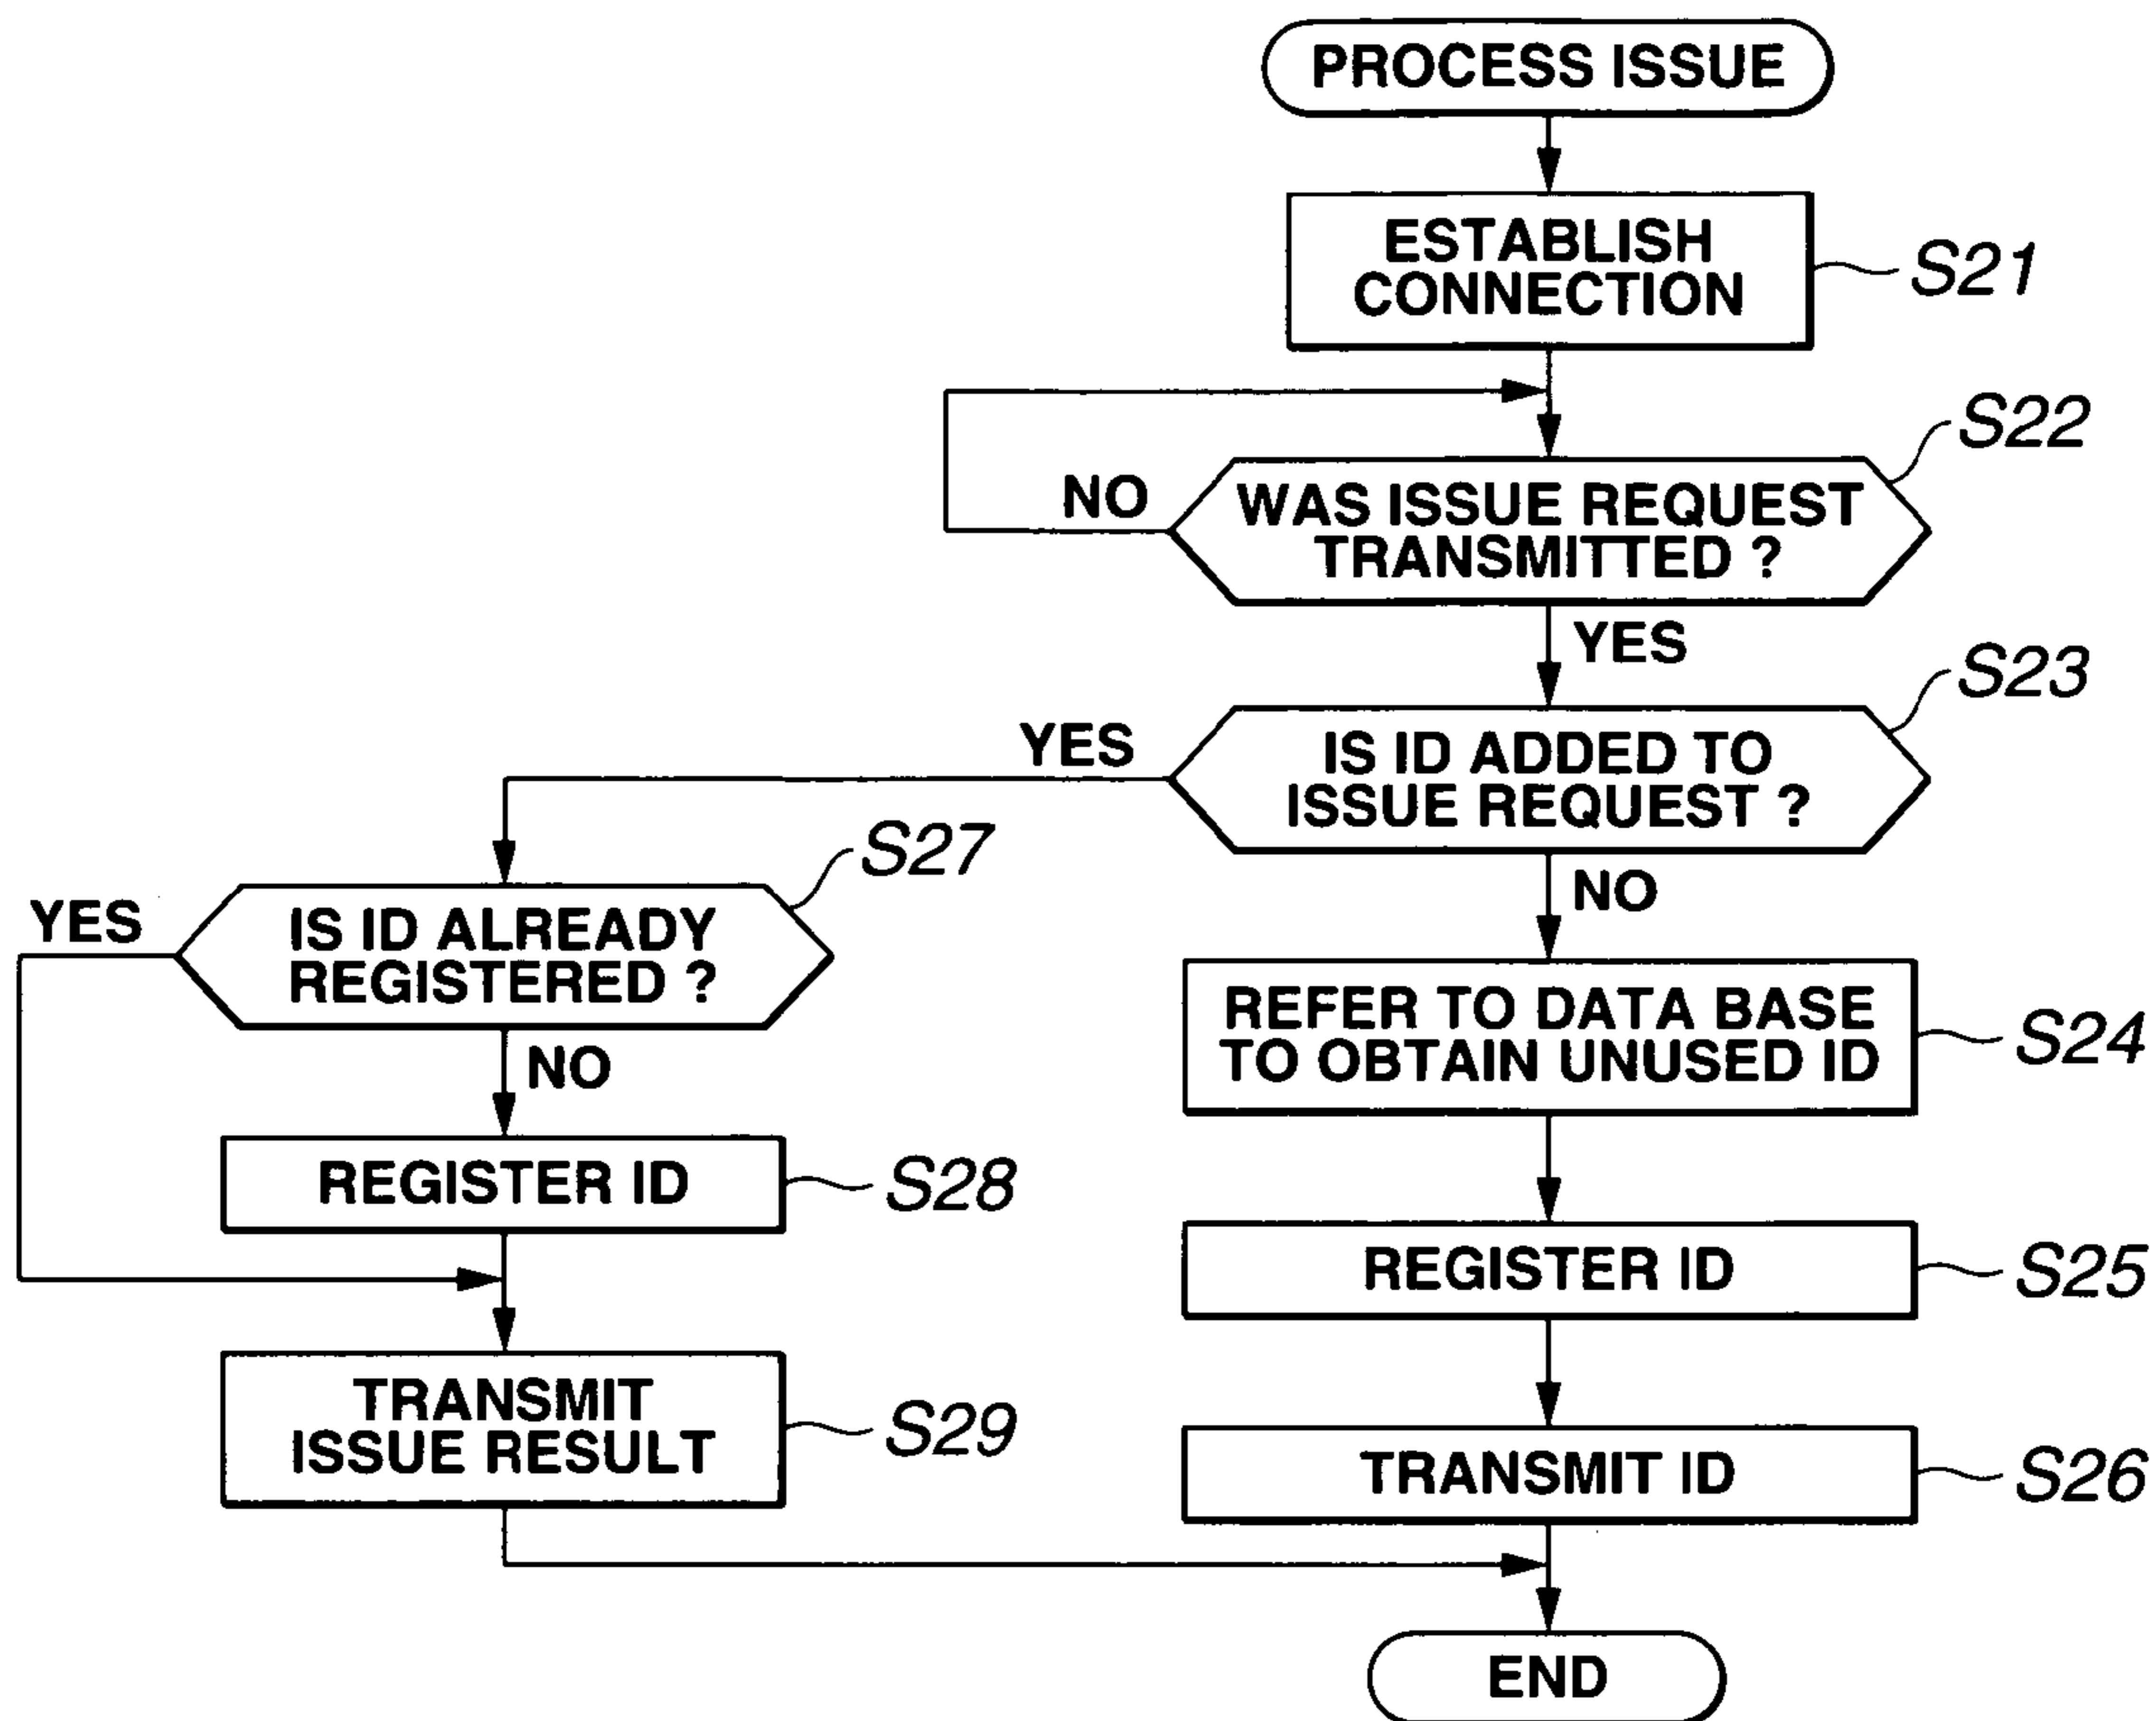 PROCESS ISSUE
ESTABLISH
CONNECTION
S21
S22
NO
WAS ISSUE REQUEST
TRANSMITTED ?
YES
S23
YES
IS ID ADDED TO
ISSUE REQUEST ?
S27
NO
YES
IS ID ALREADY
REGISTERED ?
REFER TO DATA BASE
TO OBTAIN UNUSED ID
S24
NO
REGISTER ID
S28
REGISTER ID
S25
TRANSMIT
ISSUE RESULT
S29
TRANSMIT ID
S26
END